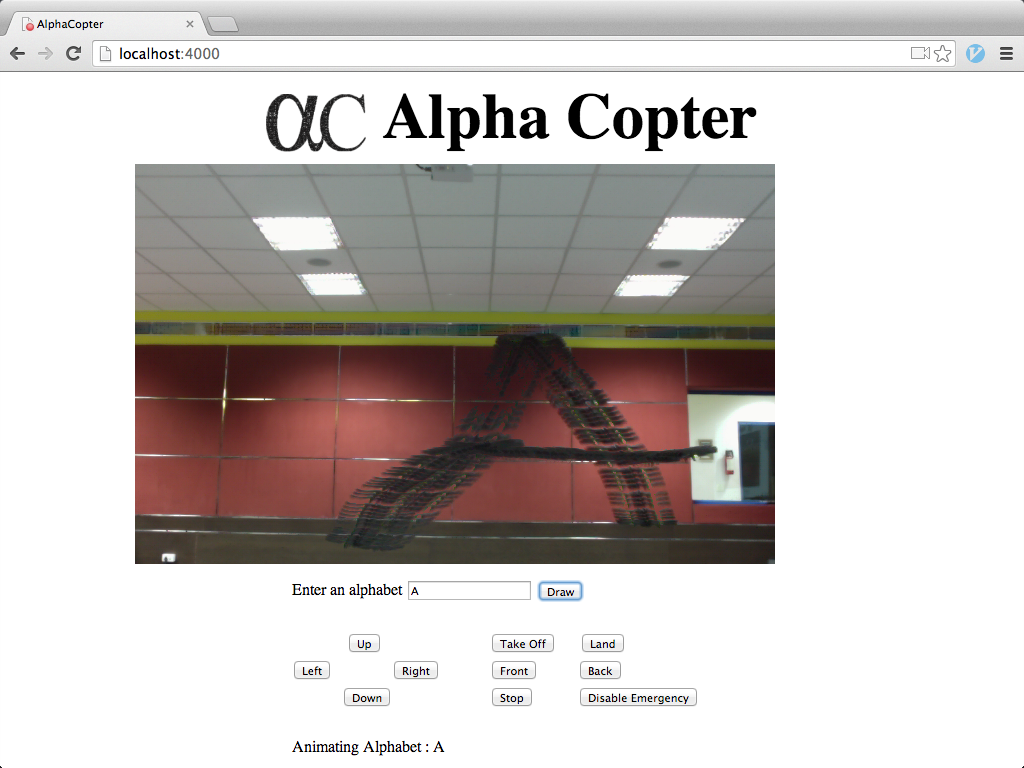 AlphaCopter
localhost:4000
αC Alpha Copter
Enter an alphabet A Draw
Up Take Off Land
Left Right Front Back
Down Stop Disable Emergency
Animating Alphabet : A